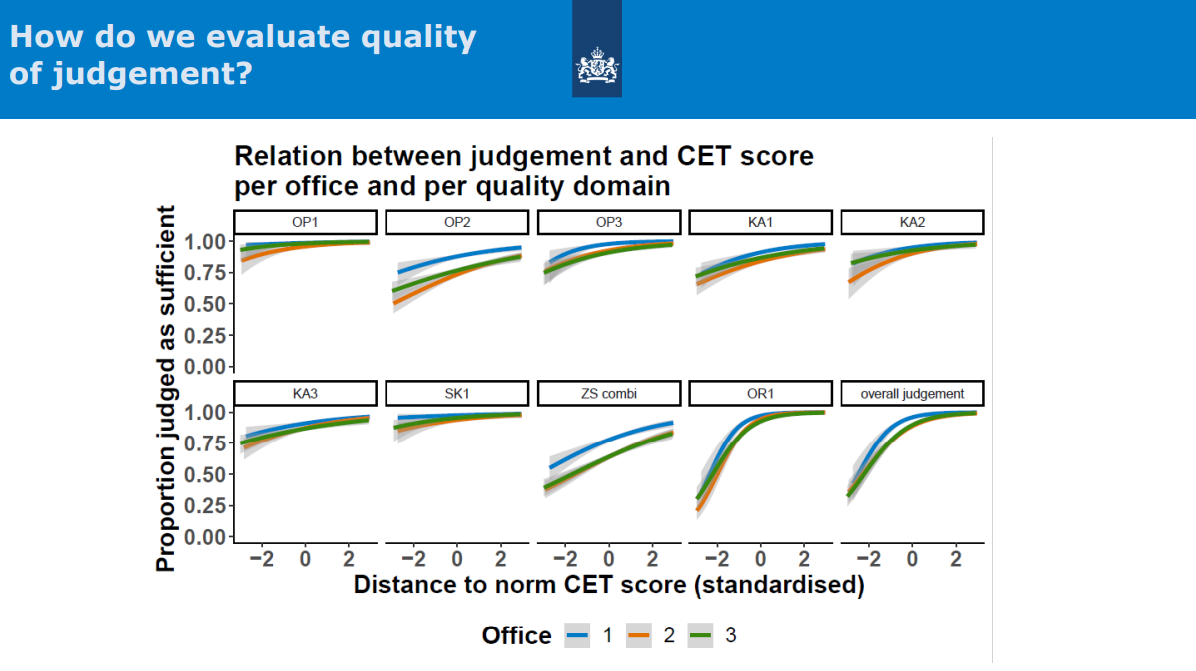 How do we evaluate quality
of judgement?
Relation between judgement and CET score
per office and per quality domain
Proportion judged as sufficient
OP1
OP2
OP3
KA1
KA2
1.00
0.75
0.50
0.25
0.00
KA3
SK1
ZS combi
OR1
overall judgement
1.00
0.75
0.50
0.25
0.00
−2 0 2 −2 0 2 −2 0 2 −2 0 2 −2 0 2
Distance to norm CET score (standardised)
Office 1 2 3